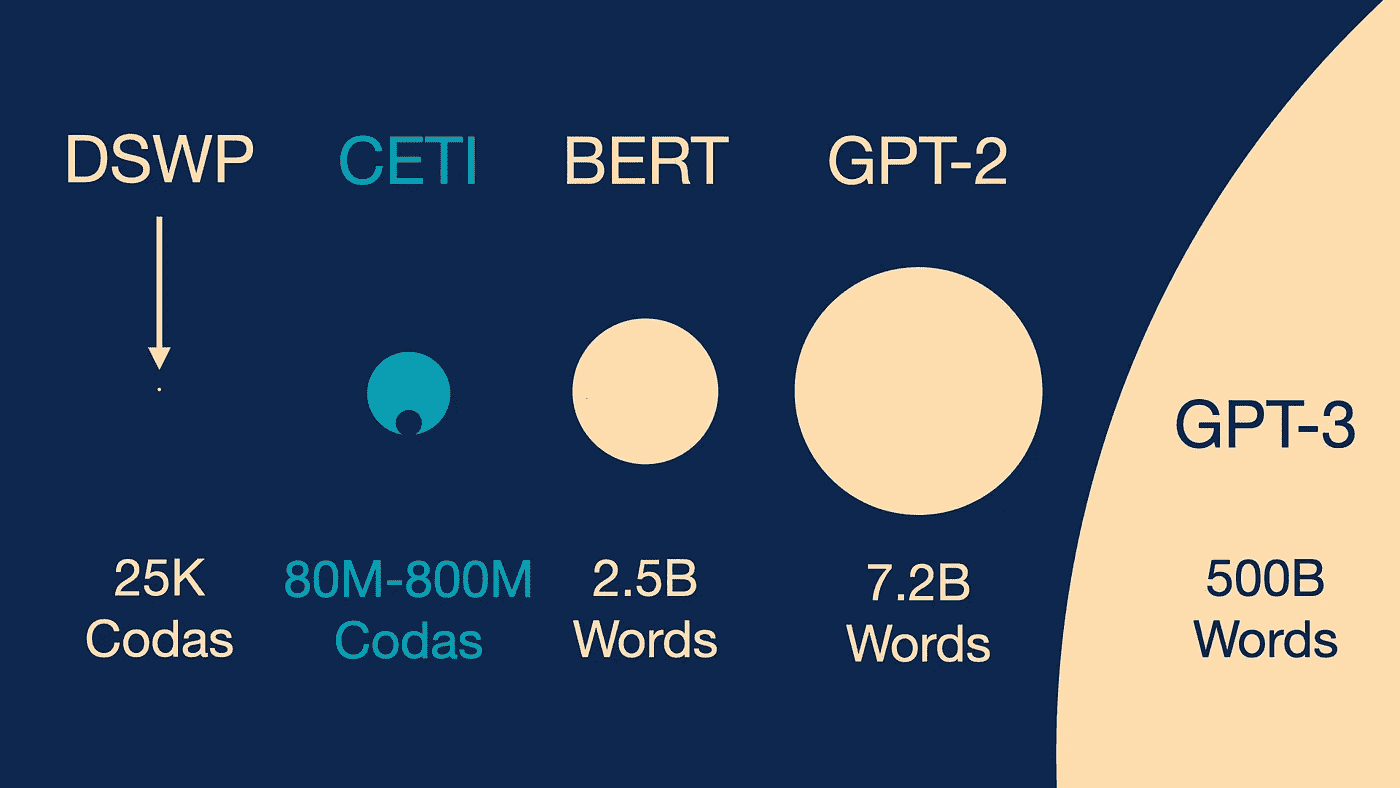 DSWP
CETI
BERT
GPT-2
GPT-3
25K
Codas
80M-800M
Codas
2.5B
Words
7.2B
Words
500B
Words